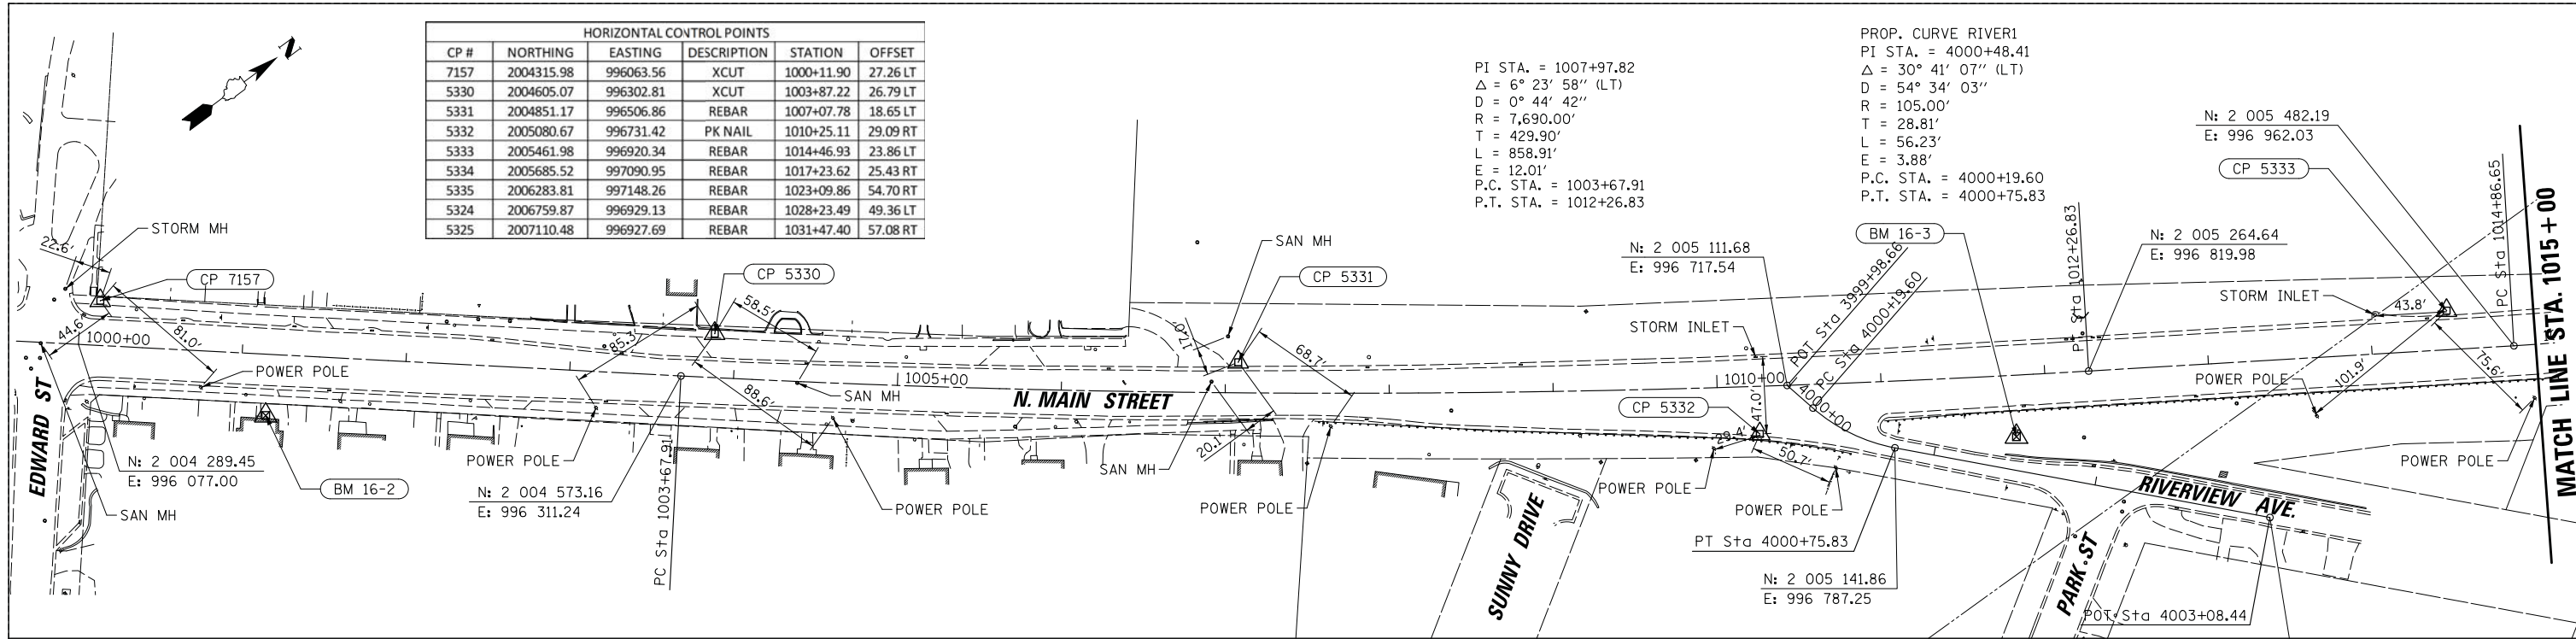 N
HORIZONTAL CONTROL POINTS
CP # NORTHING EASTING DESCRIPTION STATION OFFSET
7157 2004315.98 996063.56 XCUT 1000+11.90 27.26 LT
5330 2004605.07 996302.81 XCUT 1003+87.22 26.79 LT
5331 2004851.17 996506.86 REBAR 1007+07.78 18.65 LT
5332 2005080.67 996731.42 PK NAIL 1010+25.11 29.09 RT
5333 2005461.98 996920.34 REBAR 1014+46.93 23.86 LT
5334 2005685.52 997090.95 REBAR 1017+23.62 25.43 RT
5335 2006283.81 997148.26 REBAR 1023+09.86 54.70 RT
5324 2006759.87 996929.13 REBAR 1028+23.49 49.36 LT
5325 2007110.48 996927.69 REBAR 1031+47.40 57.08 RT
PI STA. = 1007+97.82
Δ = 6° 23' 58'' (LT)
D = 0° 44' 42''
R = 7,690.00'
T = 429.90'
L = 858.91'
E = 12.01'
P.C. STA. = 1003+67.91
P.T. STA. = 1012+26.83
PROP. CURVE RIVER1
PI STA. = 4000+48.41
Δ = 30° 41' 07'' (LT)
D = 54° 34' 03''
R = 105.00'
T = 28.81'
L = 56.23'
E = 3.88'
P.C. STA. = 4000+19.60
P.T. STA. = 4000+75.83
N: 2 005 482.19
E: 996 962.03
CP 5333
PC Sta 1014+86.65
MATCH LINE STA. 1015+00
STORM MH
22.6'
CP 7157
44.6'
81.0'
1000+00
POWER POLE
EDWARD ST
N: 2 004 289.45
E: 996 077.00
SAN MH
BM 16-2
CP 5330
58.5'
85.3'
88.6'
SAN MH
POWER POLE
N: 2 004 573.16
E: 996 311.24
PC Sta 1003+67.91
POWER POLE
1005+00
N. MAIN STREET
SAN MH
CP 5331
17.0'
68.7'
SAN MH
20.1'
POWER POLE
N: 2 005 111.68
E: 996 717.54
STORM INLET
47.0'
CP 5332
1010+00
POT Sta 3999+98.66
PC Sta 4000+19.60
4000+00
29.4'
50.7'
POWER POLE
POWER POLE
SUNNY DRIVE
PT Sta 4000+75.83
N: 2 005 141.86
E: 996 787.25
BM 16-3
PT Sta 1012+26.83
N: 2 005 264.64
E: 996 819.98
STORM INLET
43.8'
POWER POLE
101.9'
75.6'
POWER POLE
RIVERVIEW AVE.
PARK ST
POT Sta 4003+08.44